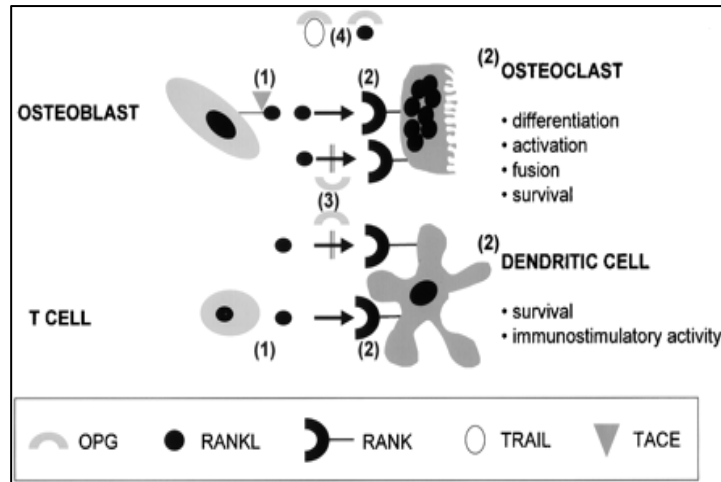 (4)
(1)
(2)
(2) OSTEOCLAST
OSTEOBLAST
• differentiation
• activation
• fusion
• survival
(3)
(2) DENDRITIC CELL
T CELL
(1)
(2)
• survival
• immunostimulatory activity
OPG
RANKL
RANK
TRAIL
TACE